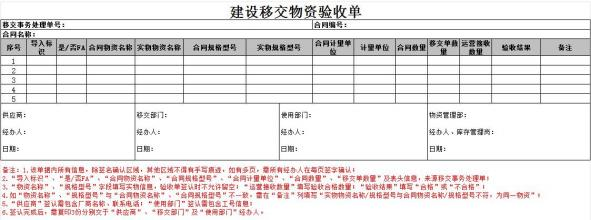 建设移交物资验收单
移交事务处理单号: 合同编号:
合同名称:
序号 导入标识 是/否FA 合同物资名称 实物物资名称 合同规格型号 实物规格型号 合同计量单位 计量单位 合同数量 移交单数量 运营接收数量 验收结果 备注
1
2
3
4
5
供应商: 移交部门: 使用部门: 物资管理部:
经办人: 经办人: 经办人: 经办人、库存管理岗:
日期: 日期: 日期: 日期:
备注:1.该单据内所有信息,除签名确认区域,其他区域不得有手写痕迹,如有多页,需所有经办人在每页签字确认;
2.“导入标识”、“是/否FA”、“合同物资名称”、“合同规格型号”、“合同计量单位”、“合同数量”、“移交单数量”及表头信息,来源移交事务处理单;
3.“物资名称”、“规格型号”字段填写实物信息,验收单签认时不允许留空;“运营接收数量”填写验收合格数量;“验收结果”填写“合格”或“不合格”;
4.如“物资名称”、“规格型号”与“合同物资名称”、“合同规格型号”不一致,需在“备注”列填写“实物物资名称/规格型号与合同物资名称/规格型号不符,为同一物资”;
5.“供应商”签认需包含厂商名称、联系电话;“使用部门”签认需包含工号信息;
6.签认完成后,需复印3份分别交于“供应商”、“移交部门”及“使用部门”经办人。